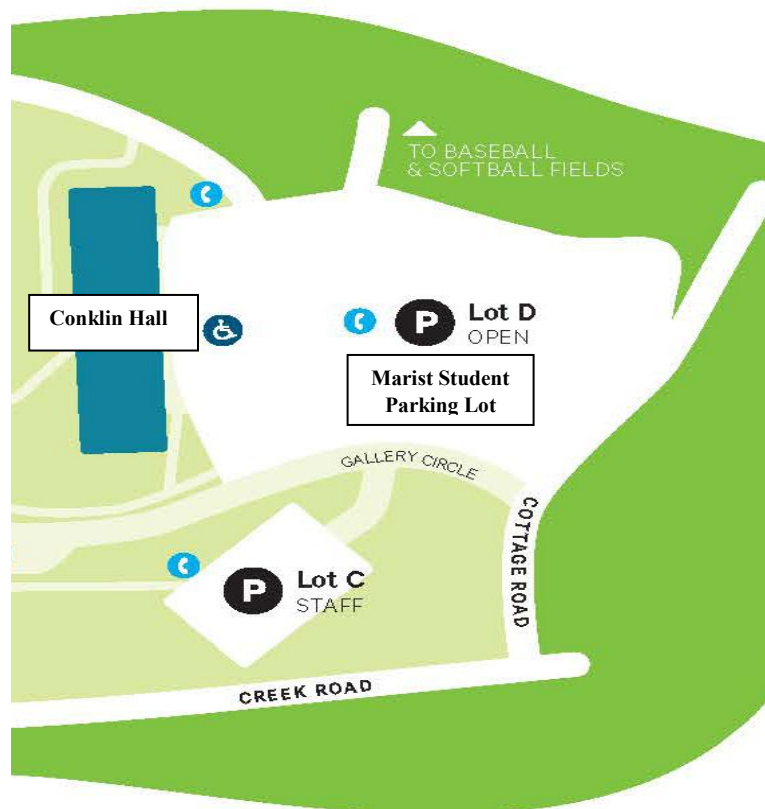 TO BASEBALL
& SOFTBALL FIELDS
Conklin Hall
P
Lot D
OPEN
Marist Student
Parking Lot
GALLERY CIRCLE
COTTAGE ROAD
P
Lot C
STAFF
CREEK ROAD